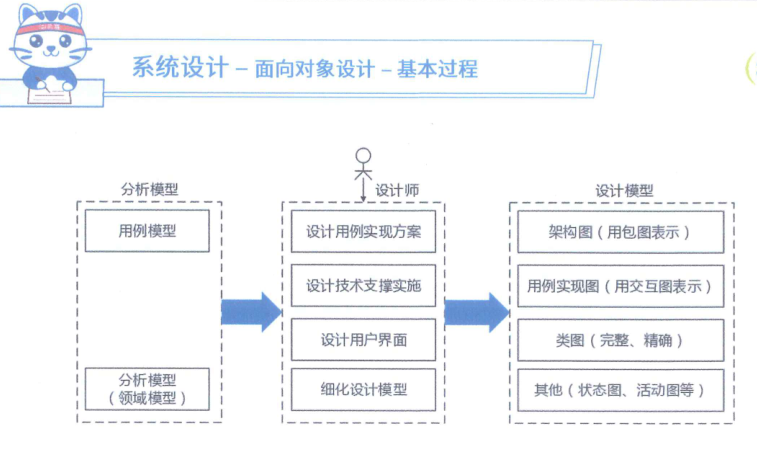 系统设计 – 面向对象设计 – 基本过程
分析模型
用例模型
分析模型
（领域模型）
设计师
设计用例实现方案
设计技术支撑实施
设计用户界面
细化设计模型
设计模型
架构图（用包图表示）
用例实现图（用交互图表示）
类图（完整、精确）
其他（状态图、活动图等）